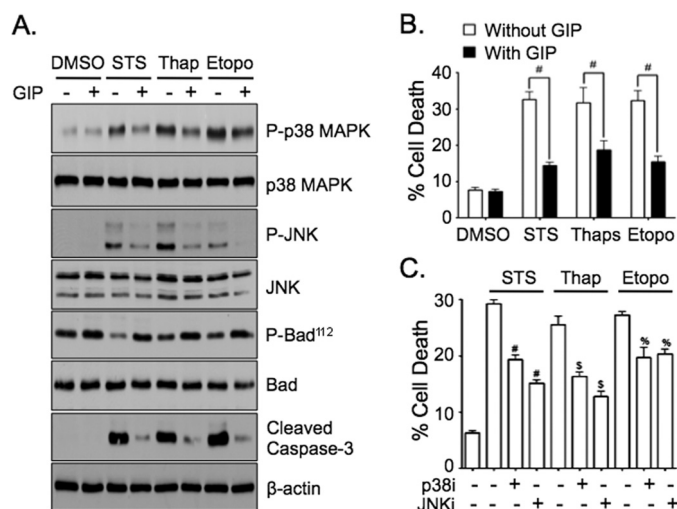 A.
DMSO STS Thap Etopo
GIP - + - + - + - +
P-p38 MAPK
p38 MAPK
P-JNK
JNK
P-Bad¹¹²
Bad
Cleaved
Caspase-3
β-actin
B.
Without GIP
With GIP
# # #
% Cell Death
40
30
20
10
0
DMSO STS Thaps Etopo
C.
STS Thap Etopo
% Cell Death
30
20
10
0
# # $ $ % %
p38i - - + - - + - - + -
JNKi - - - + - - + - - +